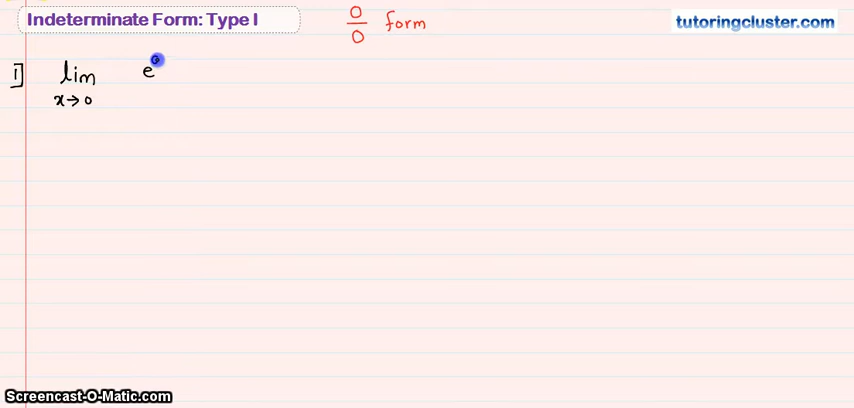 Indeterminate Form: Type I
0/0 form
tutoringcluster.com
1] lim e
x→0
Screencast-O-Matic.com